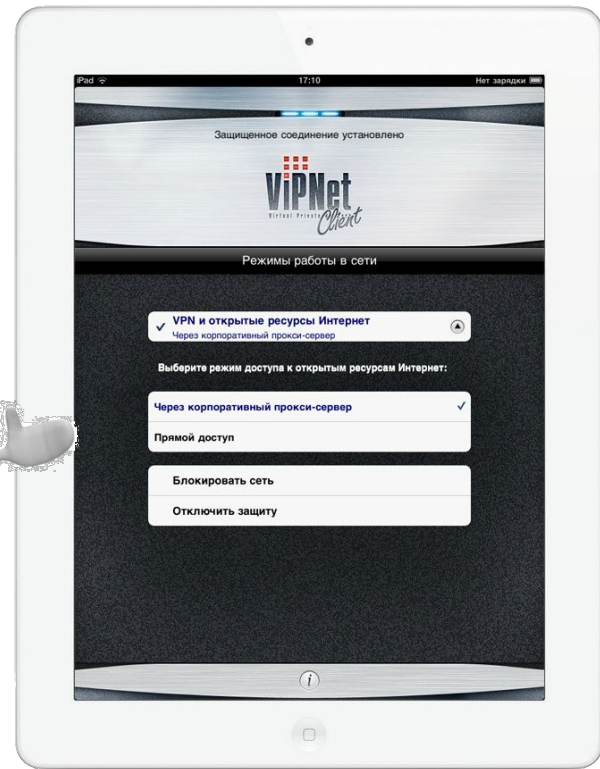 iPad
17:10
Нет зарядки
Защищенное соединение установлено
ViPNet
Virtual Private
Client
Режимы работы в сети
VPN и открытые ресурсы Интернет
Через корпоративный прокси-сервер
Выберите режим доступа к открытым ресурсам Интернет:
Через корпоративный прокси-сервер
Прямой доступ
Блокировать сеть
Отключить защиту
i